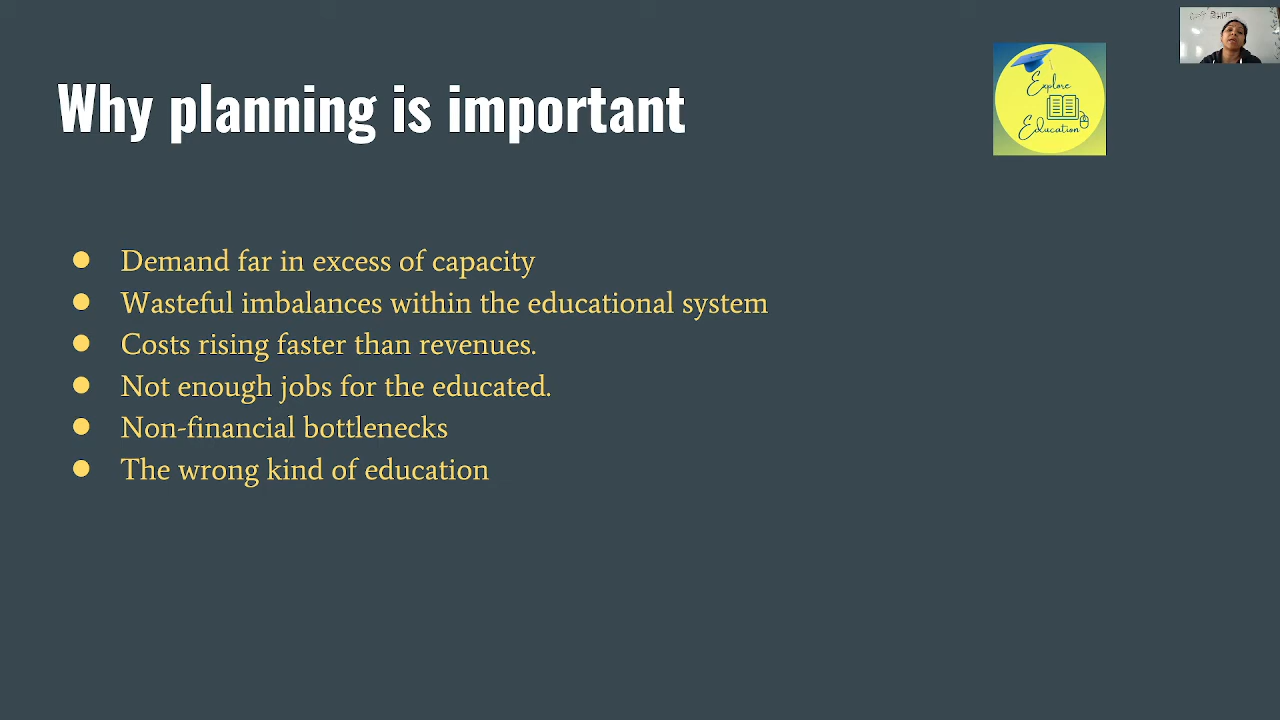 Why planning is important
Explore
Education
● Demand far in excess of capacity
● Wasteful imbalances within the educational system
● Costs rising faster than revenues.
● Not enough jobs for the educated.
● Non-financial bottlenecks
● The wrong kind of education